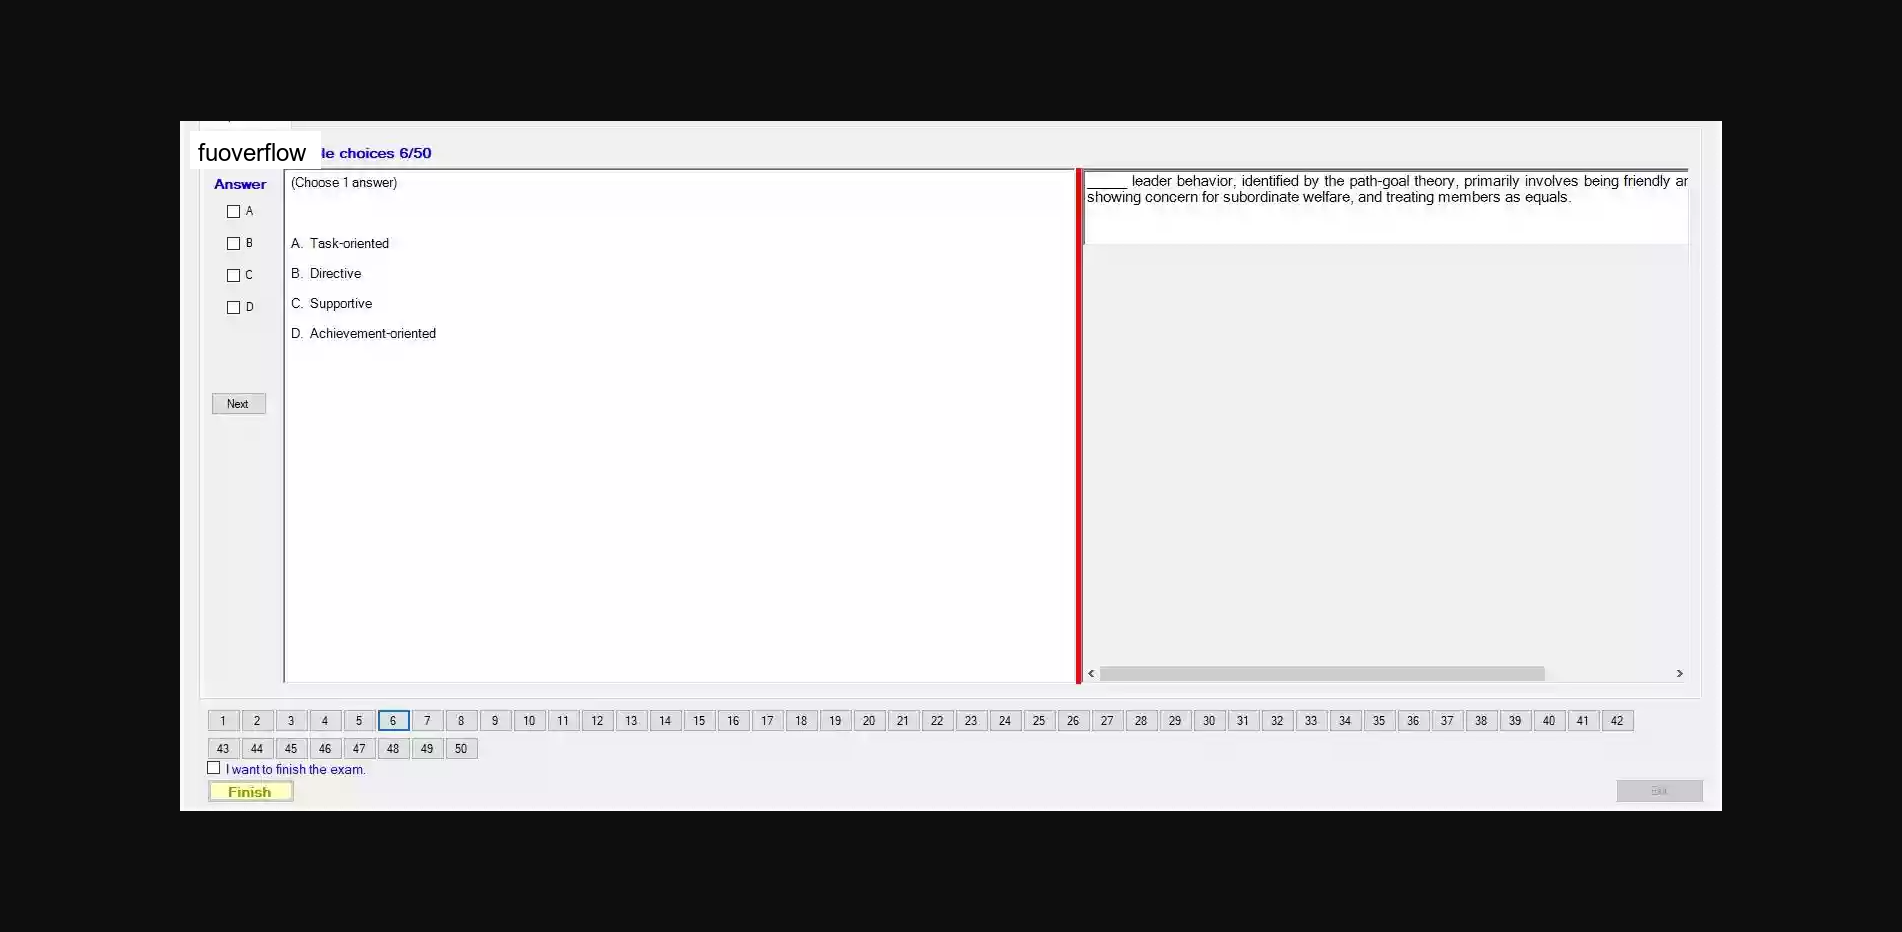 fuoverflow
le choices 6/50
Answer
(Choose 1 answer)
A
B
C
D
A. Task-oriented
B. Directive
C. Supportive
D. Achievement-oriented
Next
_____ leader behavior, identified by the path-goal theory, primarily involves being friendly ar
showing concern for subordinate welfare, and treating members as equals.
1 2 3 4 5 6 7 8 9 10 11 12 13 14 15 16 17 18 19 20 21 22 23 24 25 26 27 28 29 30 31 32 33 34 35 36 37 38 39 40 41 42
43 44 45 46 47 48 49 50
I want to finish the exam.
Finish
Exit